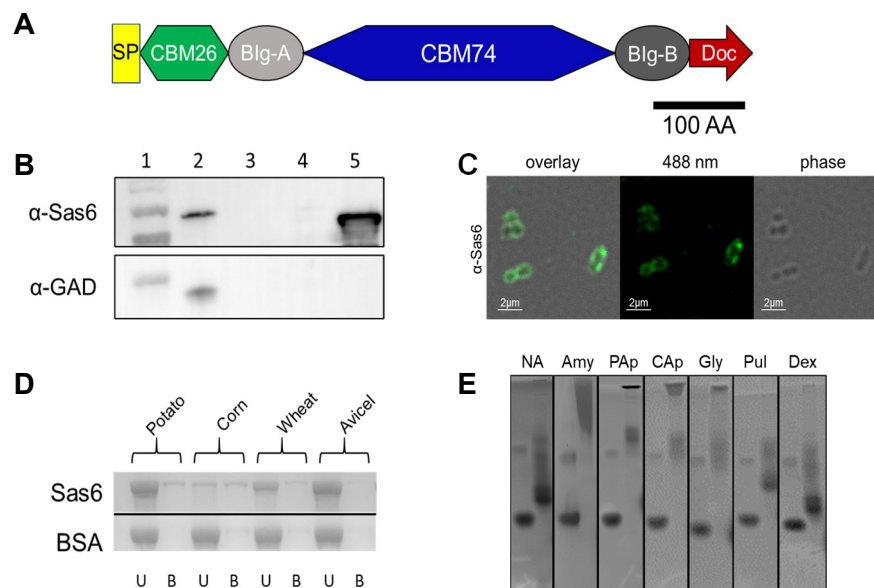 A
SP CBM26 BIg-A CBM74 BIg-B Doc
100 AA
B
1 2 3 4 5
α-Sas6
α-GAD
C
overlay 488 nm phase
α-Sas6
2μm 2μm 2μm
D
Potato Corn Wheat Avicel
Sas6
BSA
U B U B U B U B
E
NA Amy PAp CAp Gly Pul Dex